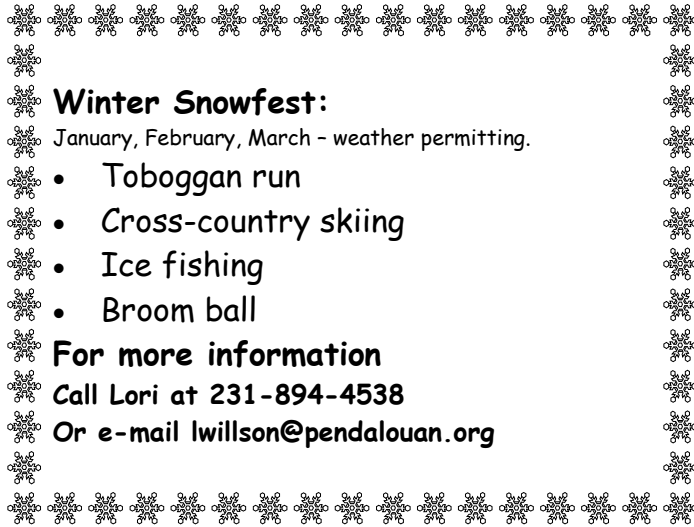 Winter Snowfest:
January, February, March – weather permitting.
• Toboggan run
• Cross-country skiing
• Ice fishing
• Broom ball
For more information
Call Lori at 231-894-4538
Or e-mail lwillson@pendalouan.org